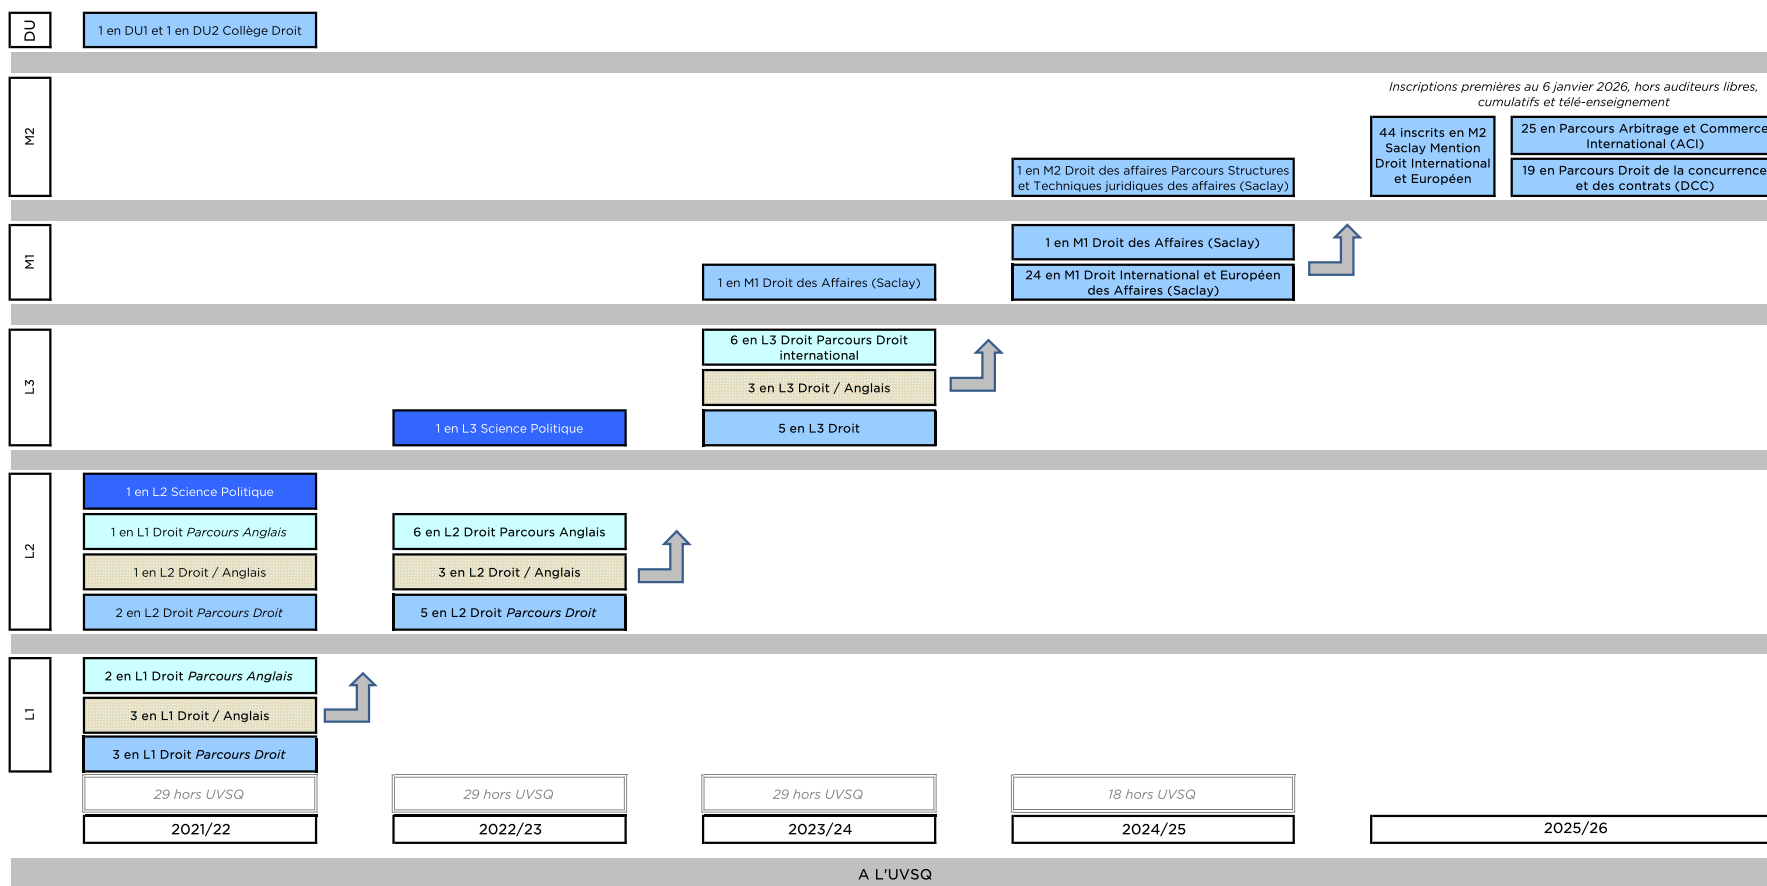 DU
1 en DU1 et 1 en DU2 Collège Droit
M2
Inscriptions premières au 6 janvier 2026, hors auditeurs libres,
cumulatifs et télé-enseignement
44 inscrits en M2
Saclay Mention
Droit International
et Européen
25 en Parcours Arbitrage et Commerce
International (ACI)
19 en Parcours Droit de la concurrence
et des contrats (DCC)
1 en M2 Droit des affaires Parcours Structures
et Techniques juridiques des affaires (Saclay)
M1
1 en M1 Droit des Affaires (Saclay)
1 en M1 Droit des Affaires (Saclay)
24 en M1 Droit International et Européen
des Affaires (Saclay)
L3
6 en L3 Droit Parcours Droit
international
3 en L3 Droit / Anglais
1 en L3 Science Politique
5 en L3 Droit
L2
1 en L2 Science Politique
1 en L1 Droit Parcours Anglais
6 en L2 Droit Parcours Anglais
1 en L2 Droit / Anglais
3 en L2 Droit / Anglais
2 en L2 Droit Parcours Droit
5 en L2 Droit Parcours Droit
L1
2 en L1 Droit Parcours Anglais
3 en L1 Droit / Anglais
3 en L1 Droit Parcours Droit
29 hors UVSQ
29 hors UVSQ
29 hors UVSQ
18 hors UVSQ
2021/22
2022/23
2023/24
2024/25
2025/26
A L'UVSQ